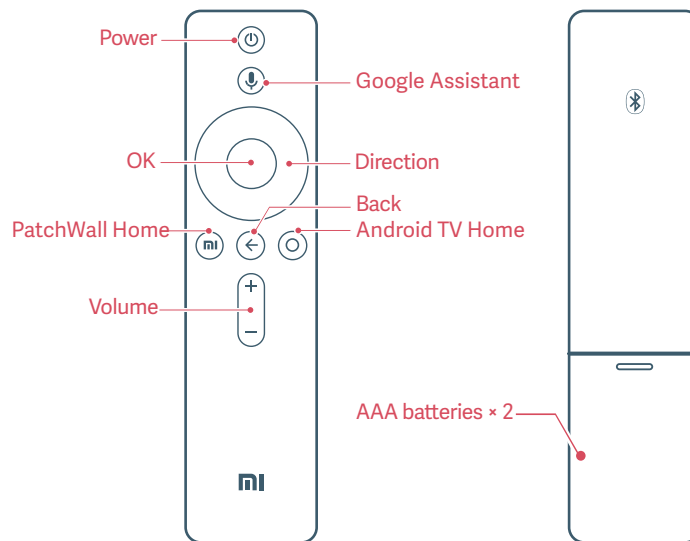 Power
Google Assistant
OK
Direction
Back
PatchWall Home
Android TV Home
mi
Volume
+
−
AAA batteries × 2
mi